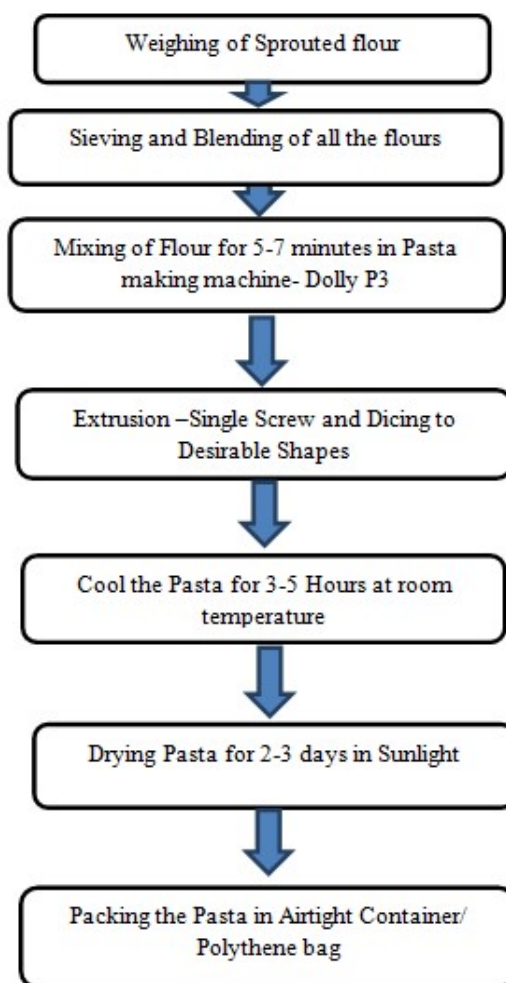 Weighing of Sprouted flour
Sieving and Blending of all the flours
Mixing of Flour for 5-7 minutes in Pasta
making machine- Dolly P3
Extrusion –Single Screw and Dicing to
Desirable Shapes
Cool the Pasta for 3-5 Hours at room
temperature
Drying Pasta for 2-3 days in Sunlight
Packing the Pasta in Airtight Container/
Polythene bag